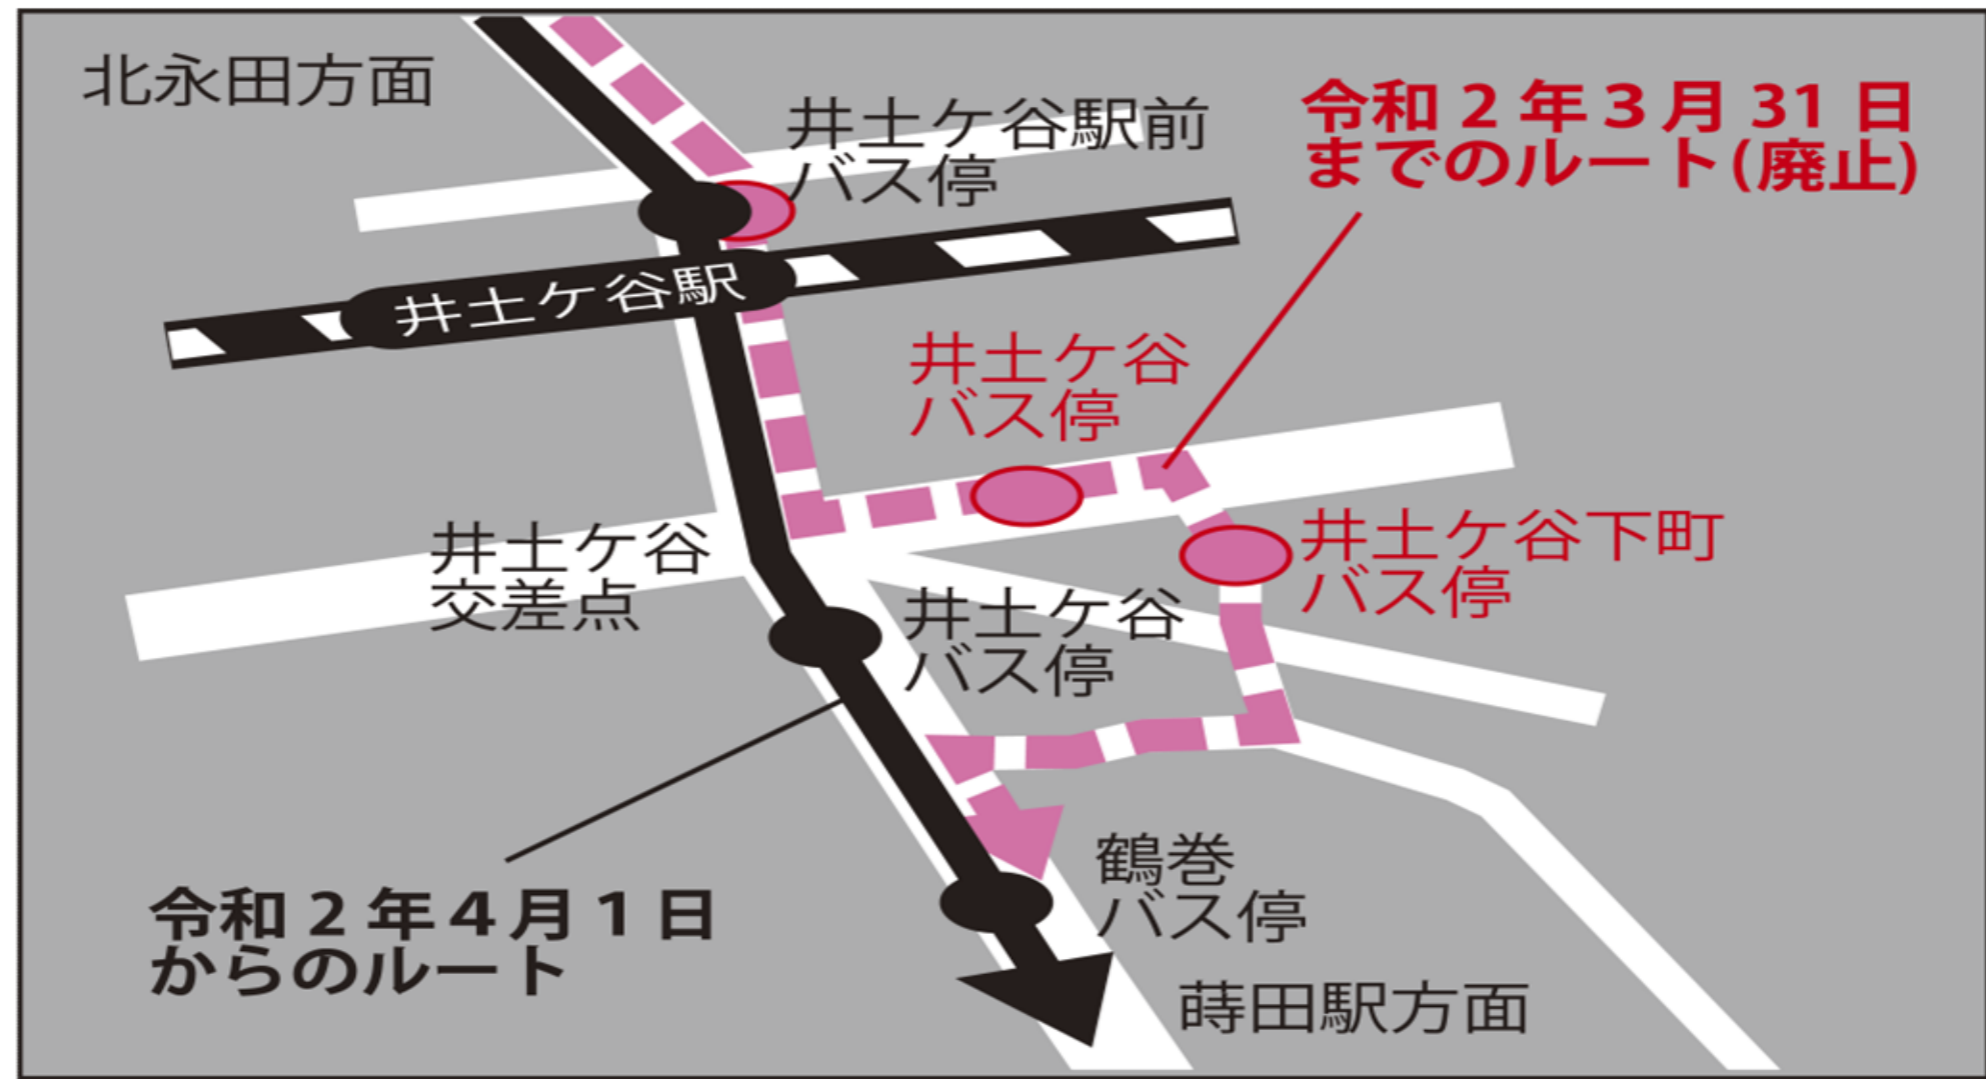 北永田方面
井土ケ谷駅前
バス停
令和2年3月31日
までのルート(廃止)
井土ケ谷駅
井土ケ谷
バス停
井土ケ谷
交差点
井土ケ谷下町
バス停
井土ケ谷
バス停
鶴巻
バス停
令和2年4月1日
からのルート
蒔田駅方面